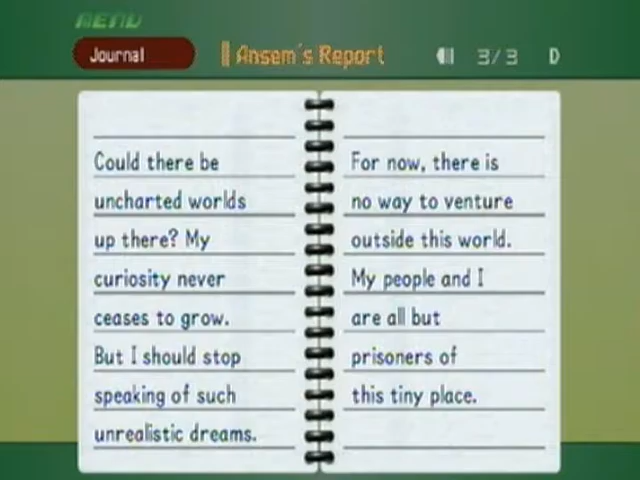 MENU
Journal
Ansem's Report
3/3
Could there be
uncharted worlds
up there? My
curiosity never
ceases to grow.
But I should stop
speaking of such
unrealistic dreams.
For now, there is
no way to venture
outside this world.
My people and I
are all but
prisoners of
this tiny place.